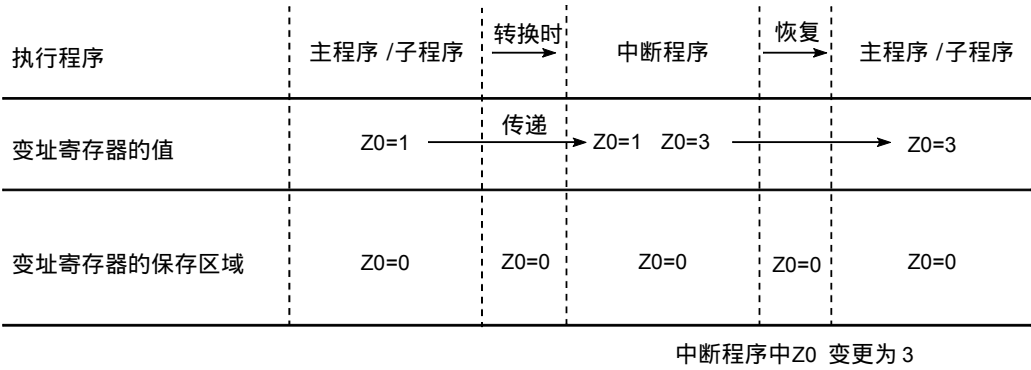 执行程序 主程序 /子程序 转换时 中断程序 恢复 主程序 /子程序
变址寄存器的值 Z0=1 传递 Z0=1 Z0=3 Z0=3
变址寄存器的保存区域 Z0=0 Z0=0 Z0=0 Z0=0 Z0=0
中断程序中Z0 变更为 3